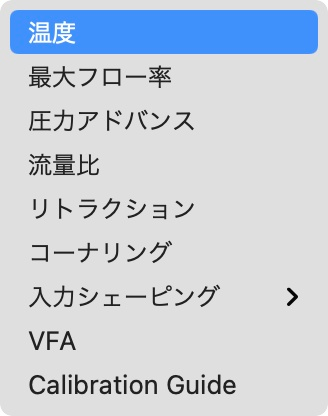 温度
最大フロー率
圧力アドバンス
流量比
リトラクション
コーナリング
入力シェーピング
VFA
Calibration Guide